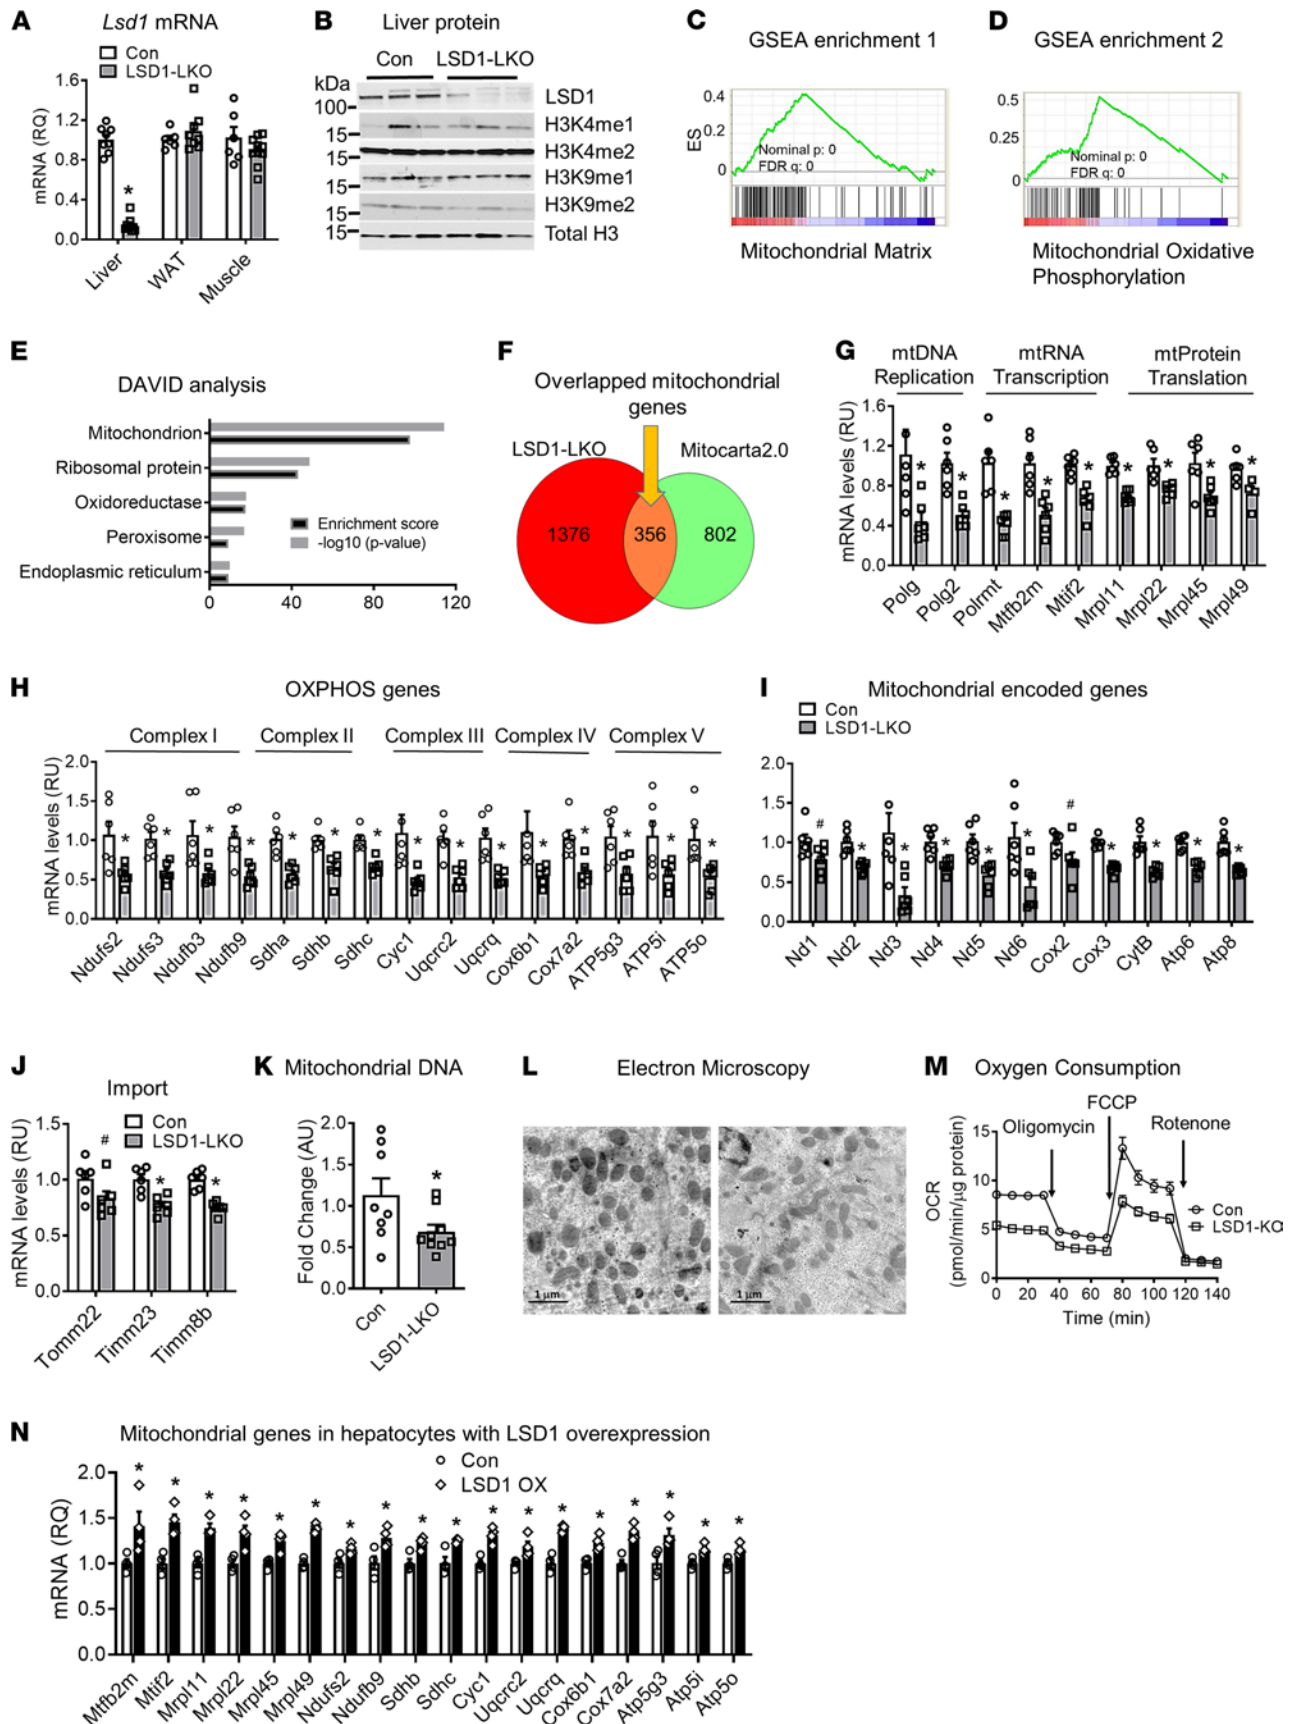 A
Lsd1 mRNA
Con
LSD1-LKO
mRNA (RQ)
1.6
1.2
0.8
0.4
0.0
*
Liver
WAT
Muscle
B
Liver protein
Con LSD1-LKO
kDa
100
15
15
15
15
15
LSD1
H3K4me1
H3K4me2
H3K9me1
H3K9me2
Total H3
C
GSEA enrichment 1
ES
0.4
0.2
0
Nominal p: 0
FDR q: 0
Mitochondrial Matrix
D
GSEA enrichment 2
0.5
0
Nominal p: 0
FDR q: 0
Mitochondrial Oxidative
Phosphorylation
E
DAVID analysis
Mitochondrion
Ribosomal protein
Oxidoreductase
Peroxisome
Endoplasmic reticulum
Enrichment score
-log10 (p-value)
0 40 80 120
F
Overlapped mitochondrial
genes
LSD1-LKO
Mitocarta2.0
1376 356 802
G
mtDNA
Replication
mtRNA
Transcription
mtProtein
Translation
mRNA levels (RU)
1.6
1.2
0.8
0.4
0.0
* * * * * * * * *
Polg
Polg2
Polrmt
Mtfb2m
Mtif2
Mrpl11
Mrpl22
Mrpl45
Mrpl49
H
OXPHOS genes
Complex I Complex II Complex III Complex IV Complex V
mRNA levels (RU)
2.0
1.5
1.0
0.5
0.0
* * * * * * * * * * * * * * *
Ndufs2
Ndufs3
Ndufb3
Ndufb9
Sdha
Sdhb
Sdhc
Cyc1
Uqcrc2
Uqcrq
Cox6b1
Cox7a2
ATP5g3
ATP5i
ATP5o
I
Mitochondrial encoded genes
Con
LSD1-LKO
2.0
1.5
1.0
0.5
0.0
# * * * * * # * * * *
Nd1
Nd2
Nd3
Nd4
Nd5
Nd6
Cox2
Cox3
CytB
Atp6
Atp8
J
Import
Con
LSD1-LKO
mRNA levels (RU)
1.5
1.0
0.5
0.0
# * *
Tomm22
Timm23
Timm8b
K Mitochondrial DNA
Fold Change (AU)
2.0
1.5
1.0
0.5
0.0
*
Con
LSD1-LKO
L
Electron Microscopy
1 μm
1 μm
M Oxygen Consumption
FCCP
Oligomycin
Rotenone
OCR
(pmol/min/μg protein)
15
10
5
0
Con
LSD1-KO
0 20 40 60 80 100 120 140
Time (min)
N
Mitochondrial genes in hepatocytes with LSD1 overexpression
Con
LSD1 OX
mRNA (RQ)
2.0
1.5
1.0
0.5
0.0
* * * * * * * * * * * * * * * * * *
Mtfb2m
Mtif2
Mrpl11
Mrpl22
Mrpl45
Mrpl49
Ndufs2
Ndufb9
Sdhb
Sdhc
Cyc1
Uqcrc2
Uqcrq
Cox6b1
Cox7a2
Atp5g3
Atp5i
Atp5o